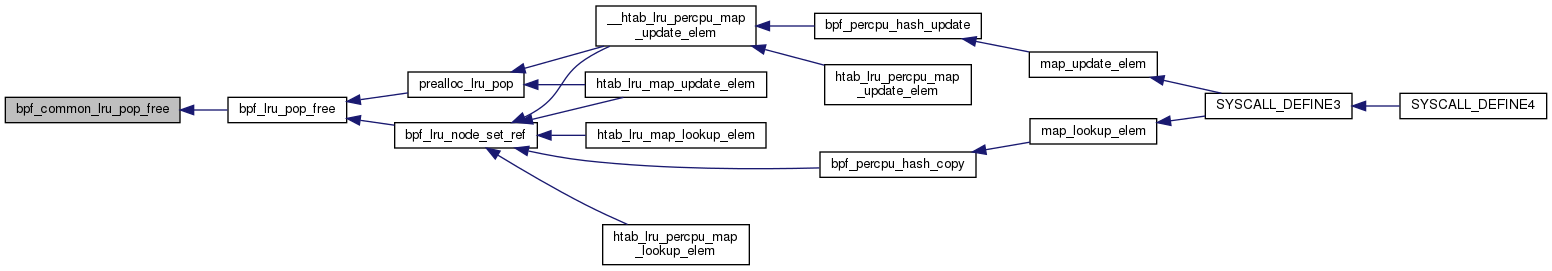 bpf_common_lru_pop_free
bpf_lru_pop_free
prealloc_lru_pop
bpf_lru_node_set_ref
__htab_lru_percpu_map
_update_elem
htab_lru_map_update_elem
htab_lru_map_lookup_elem
htab_lru_percpu_map
_lookup_elem
bpf_percpu_hash_update
htab_lru_percpu_map
_update_elem
bpf_percpu_hash_copy
map_update_elem
map_lookup_elem
SYSCALL_DEFINE3
SYSCALL_DEFINE4